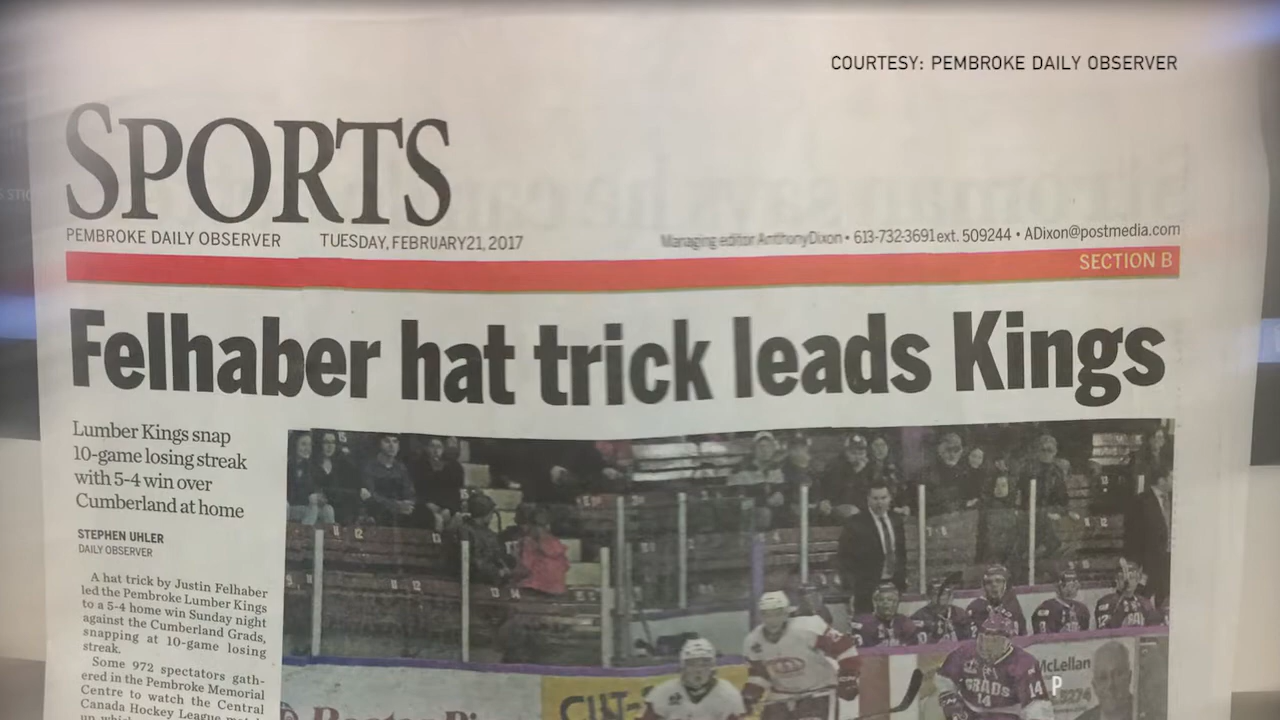 COURTESY: PEMBROKE DAILY OBSERVER
SPORTS
PEMBROKE DAILY OBSERVER TUESDAY, FEBRUARY 21, 2017
Managing editor Anthony Dixon • 613-732-3691 ext. 509244 • ADixon@postmedia.com
SECTION B
Felhaber hat trick leads Kings
Lumber Kings snap
10-game losing streak
with 5-4 win over
Cumberland at home
STEPHEN UHLER
DAILY OBSERVER
A hat trick by Justin Felhaber
led the Pembroke Lumber Kings
to a 5-4 home win Sunday night
against the Cumberland Grads,
snapping at 10-game losing
streak.
Some 972 spectators gath-
ered in the Pembroke Memorial
Centre to watch the Central
Canada Hockey League
McLellan
GRADS
14
14
P